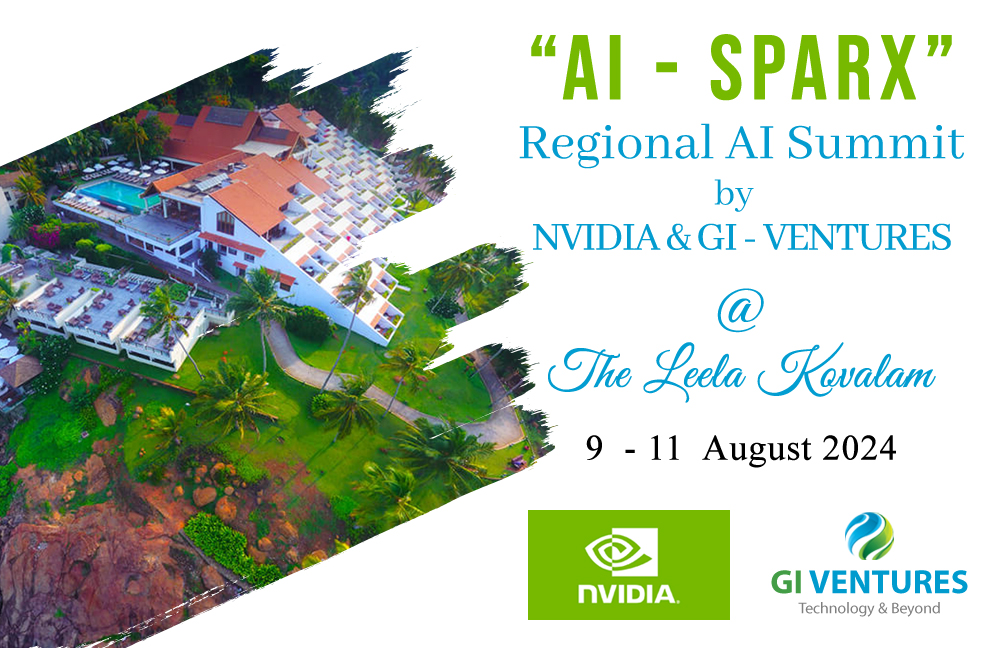 “AI - SPARX”
Regional AI Summit
by
NVIDIA & GI - VENTURES
@
The Leela Kovalam
9 - 11 August 2024
NVIDIA.
GI VENTURES
Technology & Beyond